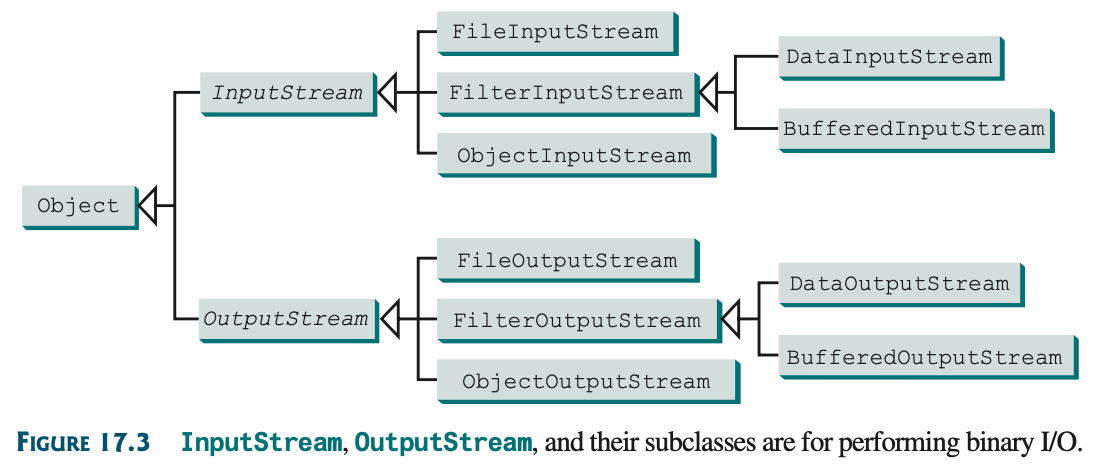 FileInputStream
DataInputStream
InputStream
FilterInputStream
BufferedInputStream
ObjectInputStream
Object
FileOutputStream
DataOutputStream
OutputStream
FilterOutputStream
BufferedOutputStream
ObjectOutputStream
FIGURE 17.3 InputStream, OutputStream, and their subclasses are for performing binary I/O.